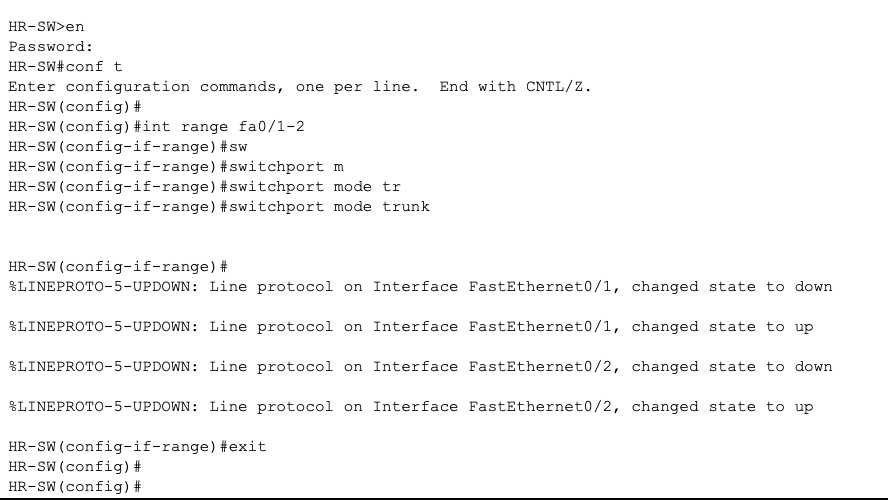 HR-SW>en
Password:
HR-SW#conf t
Enter configuration commands, one per line.  End with CNTL/Z.
HR-SW(config)#
HR-SW(config)#int range fa0/1-2
HR-SW(config-if-range)#sw
HR-SW(config-if-range)#switchport m
HR-SW(config-if-range)#switchport mode tr
HR-SW(config-if-range)#switchport mode trunk
HR-SW(config-if-range)#
%LINEPROTO-5-UPDOWN: Line protocol on Interface FastEthernet0/1, changed state to down
%LINEPROTO-5-UPDOWN: Line protocol on Interface FastEthernet0/1, changed state to up
%LINEPROTO-5-UPDOWN: Line protocol on Interface FastEthernet0/2, changed state to down
%LINEPROTO-5-UPDOWN: Line protocol on Interface FastEthernet0/2, changed state to up
HR-SW(config-if-range)#exit
HR-SW(config)#
HR-SW(config)#